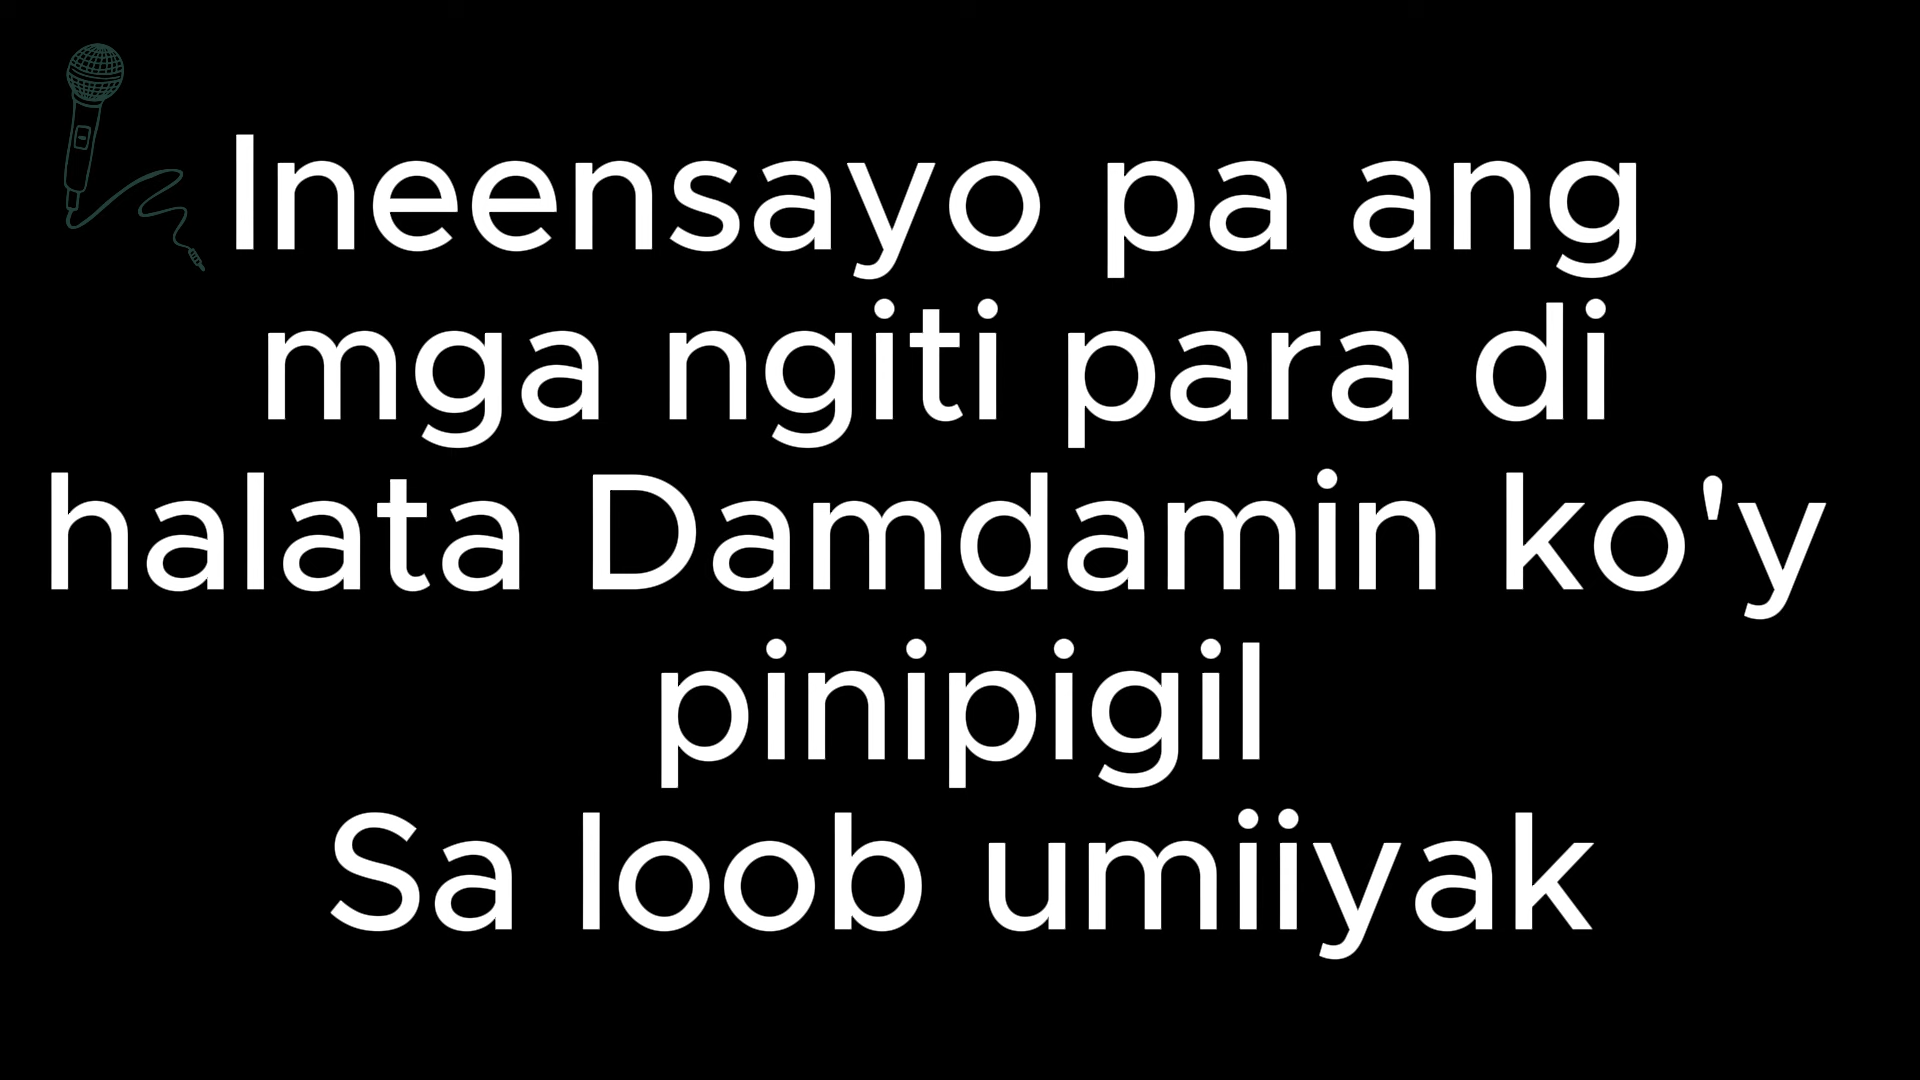 Ineensayo pa ang
mga ngiti para di
halata Damdamin ko'y
pinipigil
Sa loob umiiyak